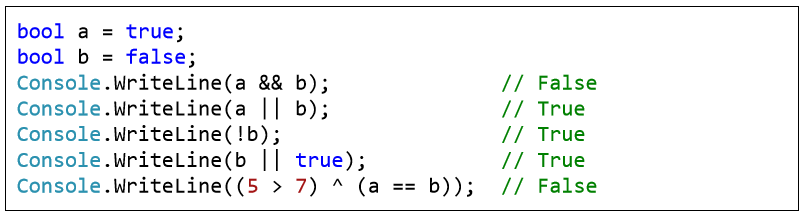 bool a = true;
bool b = false;
Console.WriteLine(a && b);              // False
Console.WriteLine(a || b);              // True
Console.WriteLine(!b);                  // True
Console.WriteLine(b || true);           // True
Console.WriteLine((5 > 7) ^ (a == b));  // False